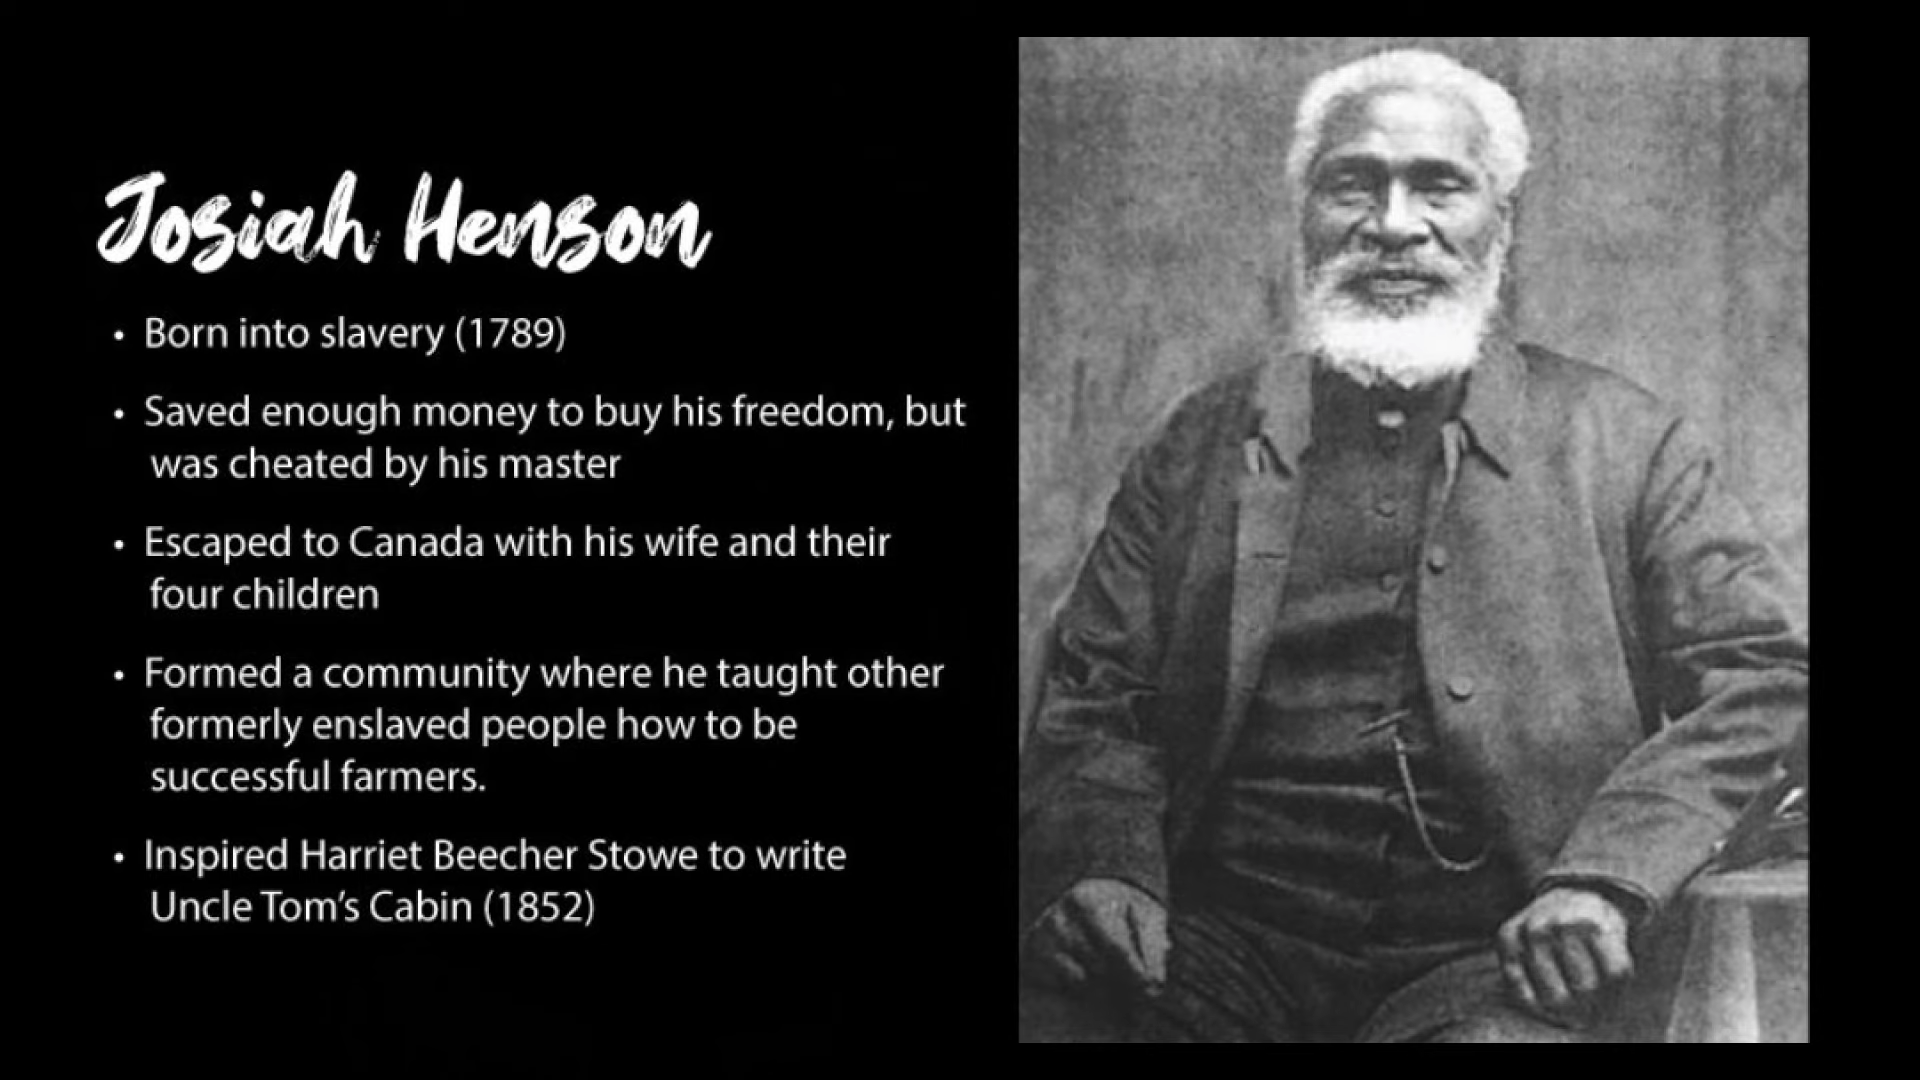 Josiah Henson
• Born into slavery (1789)
• Saved enough money to buy his freedom, but
was cheated by his master
• Escaped to Canada with his wife and their
four children
• Formed a community where he taught other
formerly enslaved people how to be
successful farmers.
• Inspired Harriet Beecher Stowe to write
Uncle Tom's Cabin (1852)